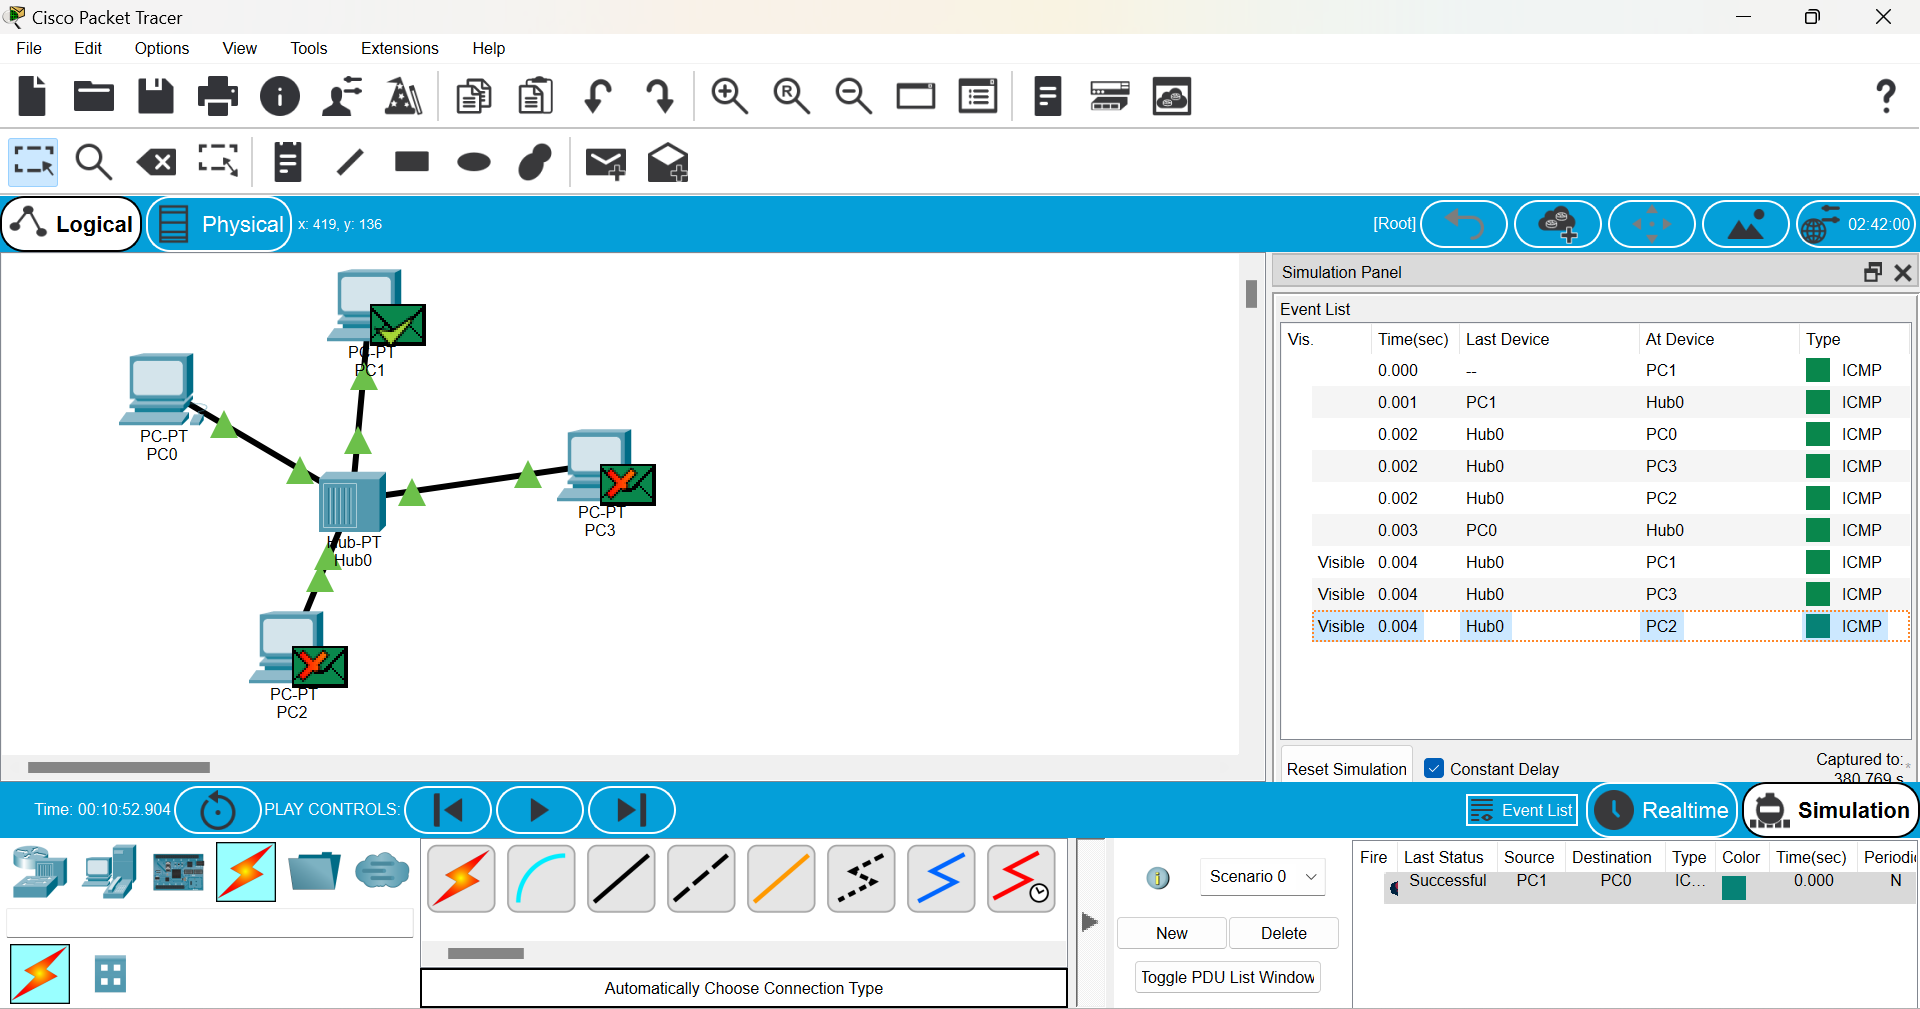 Cisco Packet Tracer
File Edit Options View Tools Extensions Help
Logical Physical x: 419, y: 136 [Root] 02:42:00
PC-PT
PC1
PC-PT
PC0
PC-PT
PC3
Hub-PT
Hub0
PC-PT
PC2
Simulation Panel
Event List
Vis. Time(sec) Last Device At Device Type
0.000 -- PC1 ICMP
0.001 PC1 Hub0 ICMP
0.002 Hub0 PC0 ICMP
0.002 Hub0 PC3 ICMP
0.002 Hub0 PC2 ICMP
0.003 PC0 Hub0 ICMP
Visible 0.004 Hub0 PC1 ICMP
Visible 0.004 Hub0 PC3 ICMP
Visible 0.004 Hub0 PC2 ICMP
Reset Simulation Constant Delay Captured to: *
380.769 s
Time: 00:10:52.904 PLAY CONTROLS: Event List Realtime Simulation
Scenario 0
New Delete
Toggle PDU List Window
Automatically Choose Connection Type
Fire Last Status Source Destination Type Color Time(sec) Periodic
Successful PC1 PC0 IC... 0.000 N